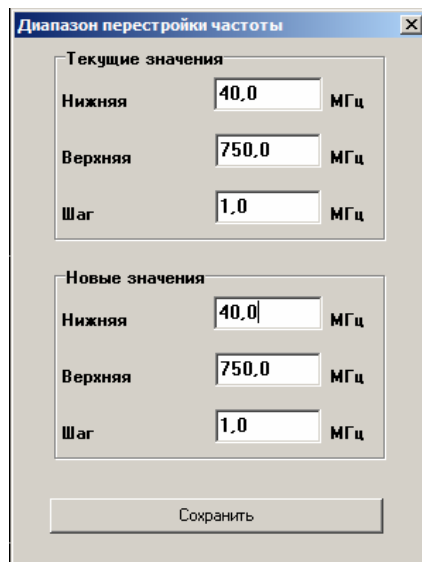 Диапазон перестройки частоты
Текущие значения
Нижняя 40,0 МГц
Верхняя 750,0 МГц
Шаг 1,0 МГц
Новые значения
Нижняя 40,0 МГц
Верхняя 750,0 МГц
Шаг 1,0 МГц
Сохранить